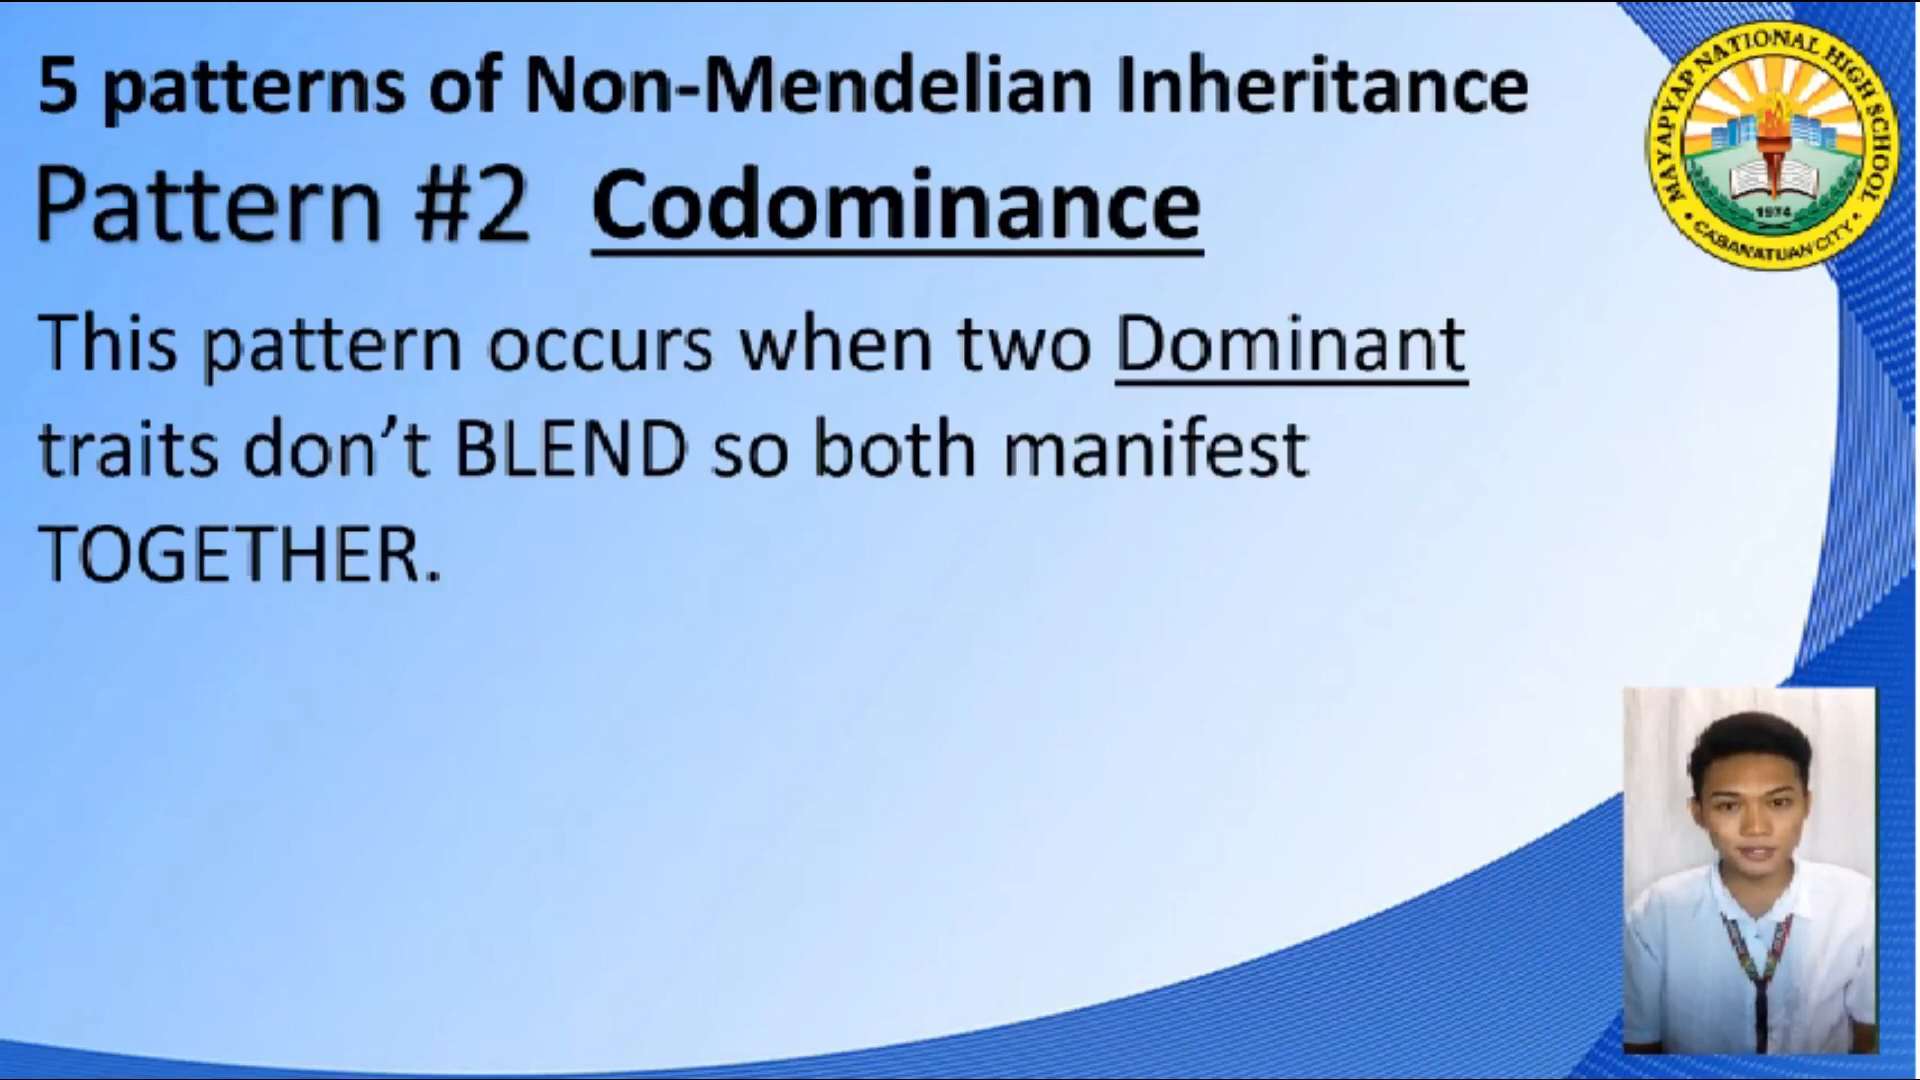 5 patterns of Non-Mendelian Inheritance
Pattern #2 Codominance
This pattern occurs when two Dominant
traits don’t BLEND so both manifest
TOGETHER.
MAYAPYAP NATIONAL HIGH SCHOOL
1974
CABANATUAN CITY